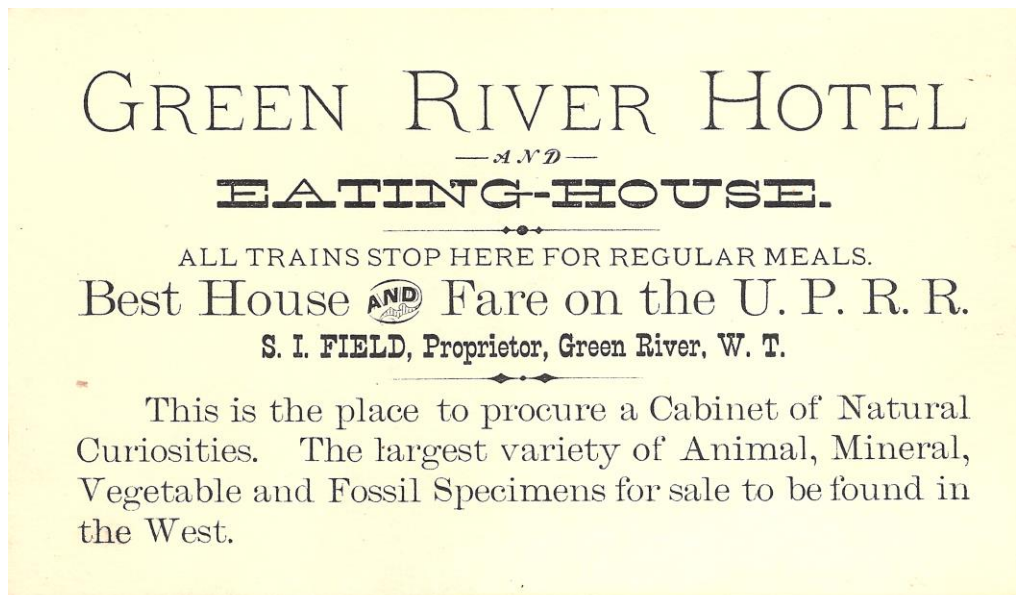 GREEN RIVER HOTEL
—AND—
EATING-HOUSE.
ALL TRAINS STOP HERE FOR REGULAR MEALS.
Best House AND Fare on the U. P. R. R.
S. I. FIELD, Proprietor, Green River, W. T.
This is the place to procure a Cabinet of Natural
Curiosities. The largest variety of Animal, Mineral,
Vegetable and Fossil Specimens for sale to be found in
the West.